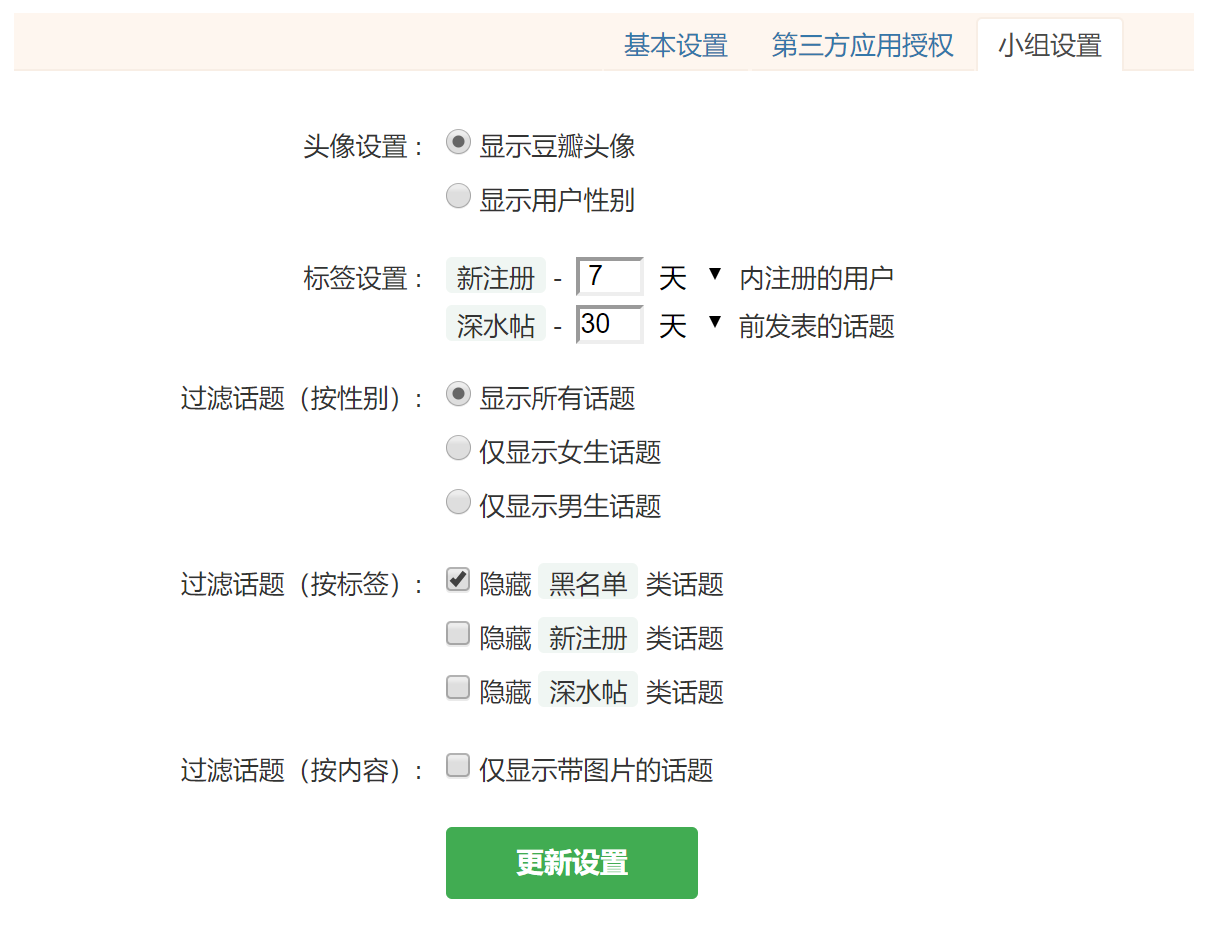 基本设置 第三方应用授权 小组设置
头像设置： 显示豆瓣头像
显示用户性别
标签设置： 新注册 - 7 天 内注册的用户
深水帖 - 30 天 前发表的话题
过滤话题（按性别）： 显示所有话题
仅显示女生话题
仅显示男生话题
过滤话题（按标签）： 隐藏 黑名单 类话题
隐藏 新注册 类话题
隐藏 深水帖 类话题
过滤话题（按内容）： 仅显示带图片的话题
更新设置